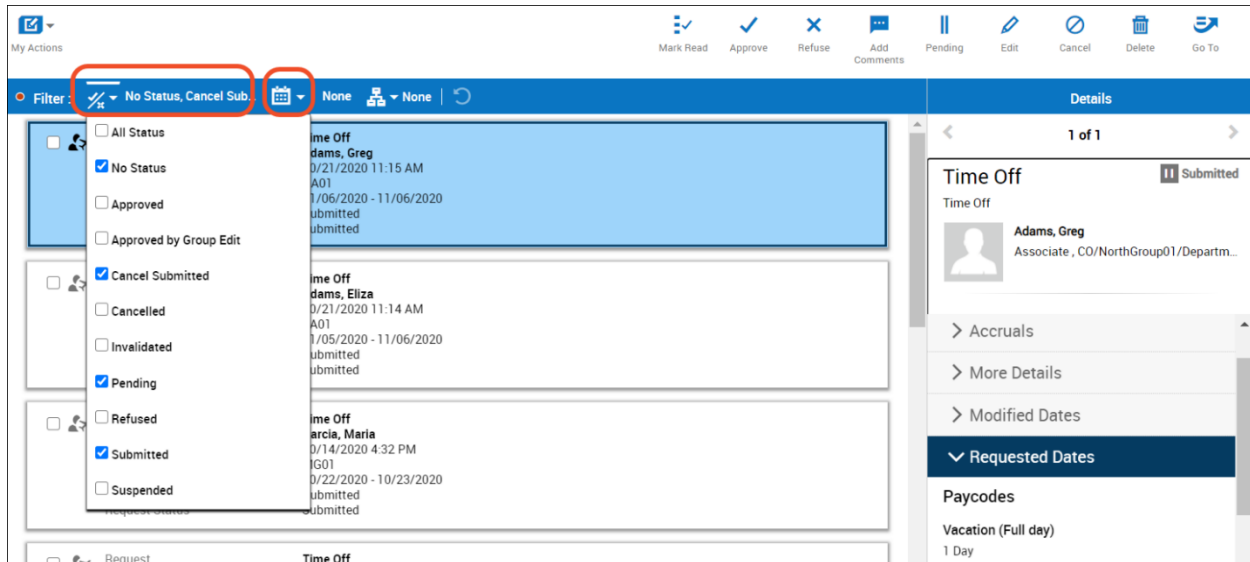 My Actions
Mark Read
Approve
Refuse
Add
Comments
Pending
Edit
Cancel
Delete
Go To
Filter :
No Status, Cancel Sub...
None
None
All Status
No Status
Approved
Approved by Group Edit
Cancel Submitted
Cancelled
Invalidated
Pending
Refused
Submitted
Suspended
ime Off
dams, Greg
0/21/2020 11:15 AM
A01
1/06/2020 - 11/06/2020
ubmitted
ubmitted
ime Off
dams, Eliza
0/21/2020 11:14 AM
A01
1/05/2020 - 11/06/2020
ubmitted
ubmitted
ime Off
arcia, Maria
0/14/2020 4:32 PM
G01
0/22/2020 - 10/23/2020
ubmitted
Request Status
Submitted
Request
Time Off
Details
1 of 1
Time Off
Submitted
Time Off
Adams, Greg
Associate , CO/NorthGroup01/Departm...
Accruals
More Details
Modified Dates
Requested Dates
Paycodes
Vacation (Full day)
1 Day